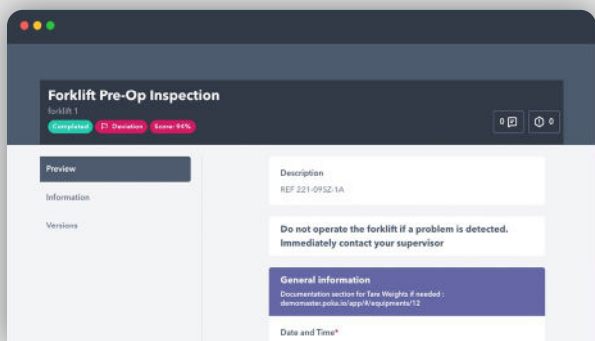 Forklift Pre-Op Inspection
forklift 1
Completed Deviation Score: 94%
0 0
Preview
Information
Versions
Description
REF 221-09SZ-1A
Do not operate the forklift if a problem is detected.
Immediately contact your supervisor
General information
Documentation section for Tare Weights if needed :
demomaster.poka.io/app/#/equipments/12
Date and Time*